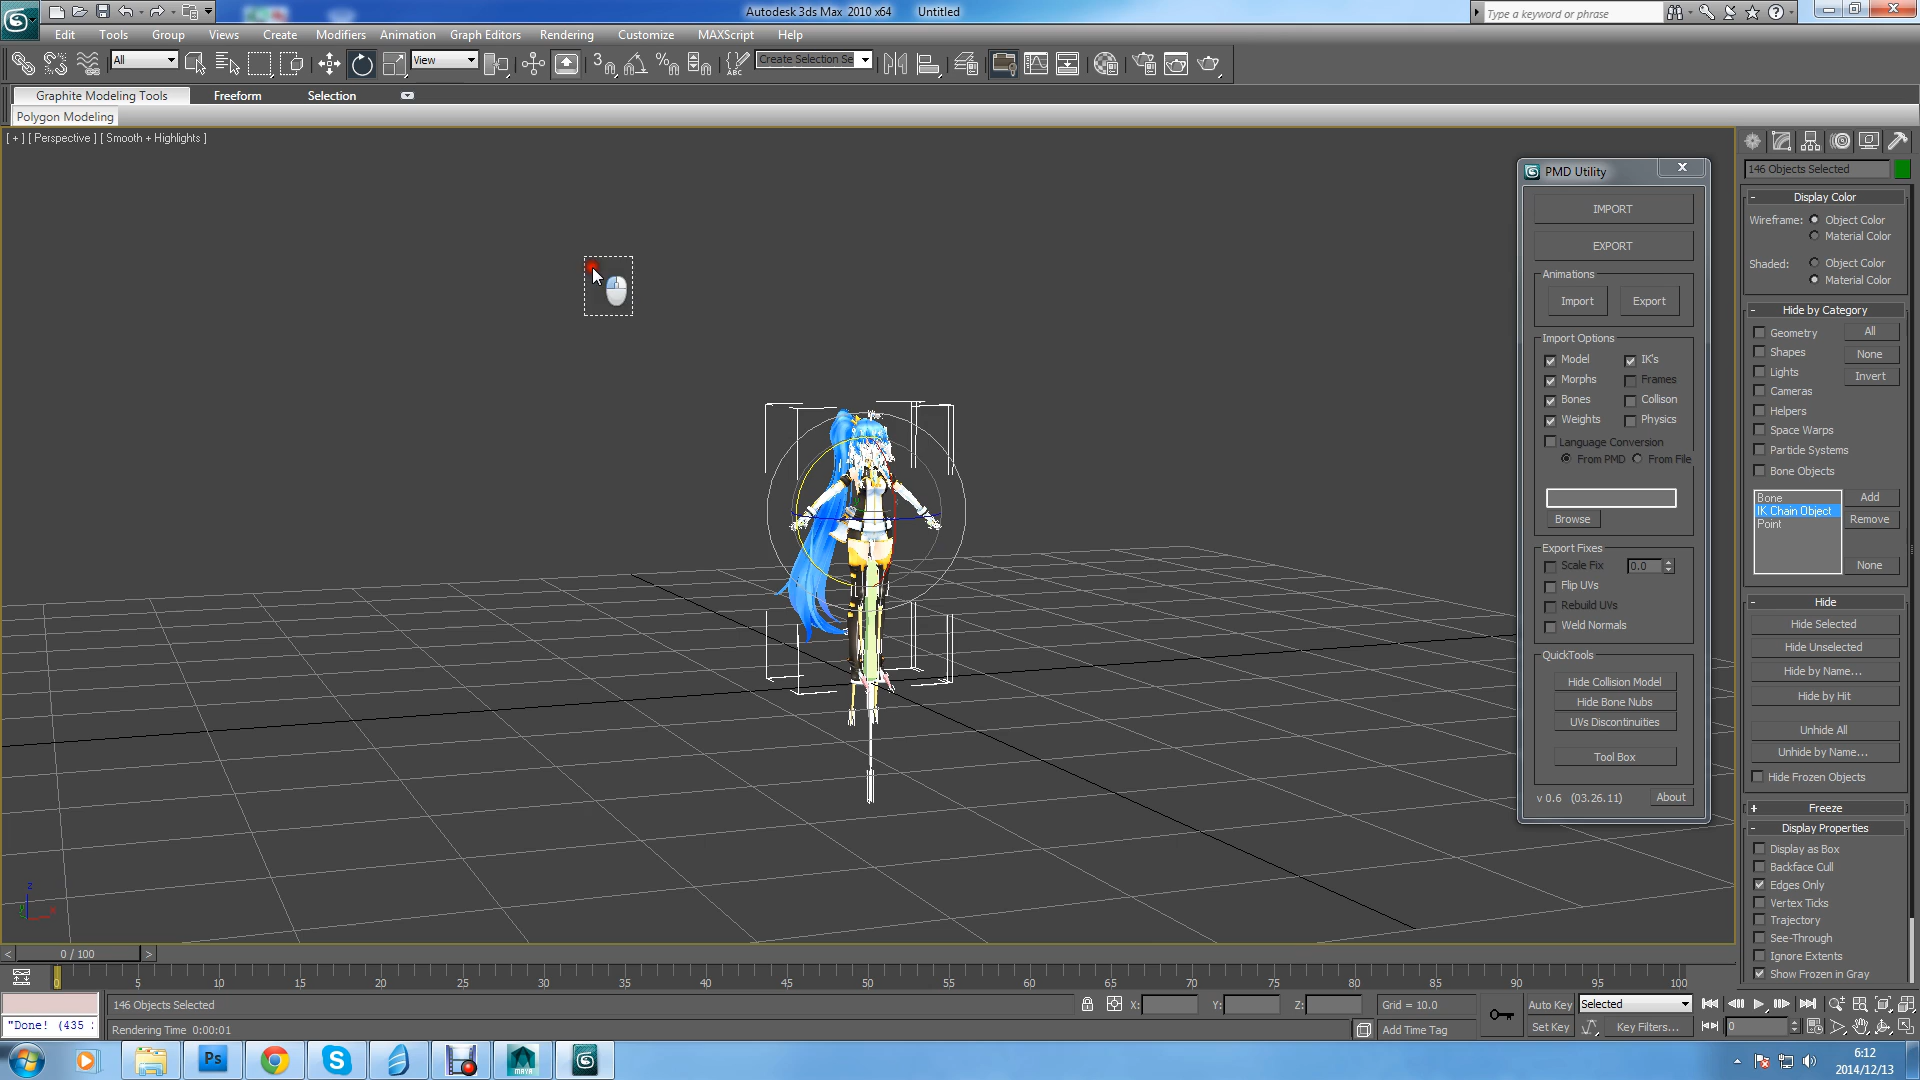 Autodesk 3ds Max 2010 x64 Untitled
Type a keyword or phrase
Edit Tools Group Views Create Modifiers Animation Graph Editors Rendering Customize MAXScript Help
All
View
3
ABC
Create Selection Se
Graphite Modeling Tools Freeform Selection
Polygon Modeling
[ + ] [ Perspective ] [ Smooth + Highlights ]
PMD Utility
IMPORT
EXPORT
Animations
Import Export
Import Options
Model IK's
Morphs Frames
Bones Collison
Weights Physics
Language Conversion
From PMD From File
Browse
Export Fixes
Scale Fix 0.0
Flip UVs
Rebuild UVs
Weld Normals
QuickTools
Hide Collision Model
Hide Bone Nubs
UVs Discontinuities
Tool Box
v 0.6 (03.26.11) About
146 Objects Selected
- Display Color
Wireframe: Object Color
Material Color
Shaded: Object Color
Material Color
- Hide by Category
Geometry All
Shapes None
Lights
Invert
Cameras
Helpers
Space Warps
Particle Systems
Bone Objects
Bone Add
IK Chain Object
Point Remove
None
- Hide
Hide Selected
Hide Unselected
Hide by Name...
Hide by Hit
Unhide All
Unhide by Name...
Hide Frozen Objects
+ Freeze
- Display Properties
Display as Box
Backface Cull
Edges Only
Vertex Ticks
Trajectory
See-Through
Ignore Extents
Show Frozen in Gray
z
y x
< 0 / 100 >
0 5 10 15 20 25 30 35 40 45 50 55 60 65 70 75 80 85 90 95 100
146 Objects Selected X: Y: Z: Grid = 10.0 Auto Key Selected
"Done! (435 Rendering Time 0:00:01 Add Time Tag Set Key Key Filters... 0
Ps
MAYA
6:12
2014/12/13